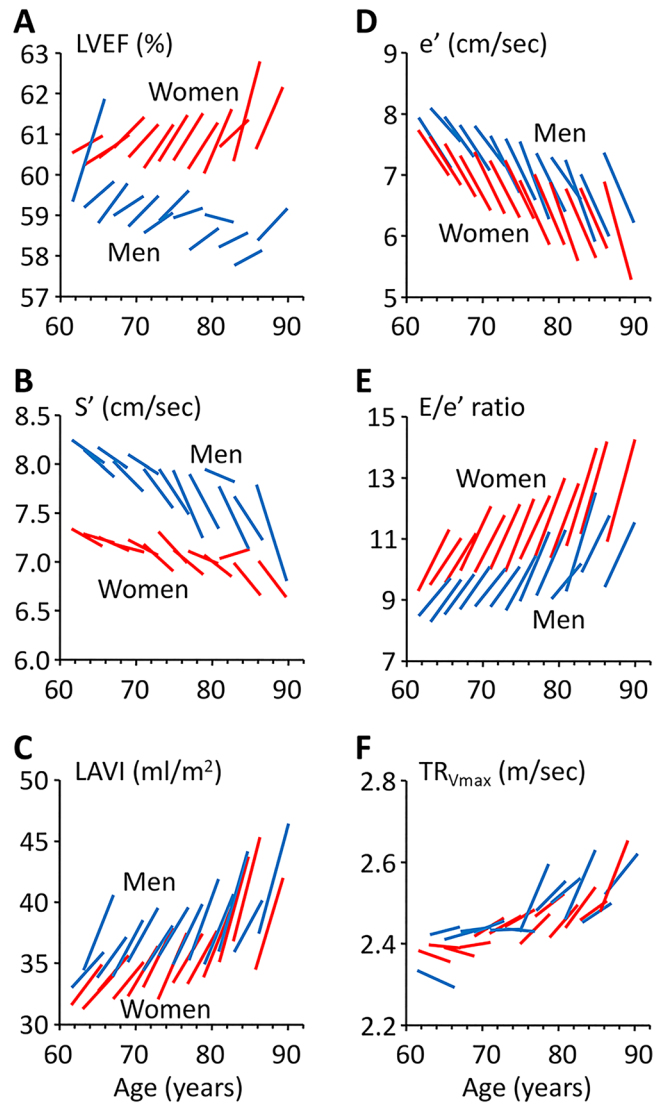 A LVEF (%)
63
62
61
60
59
58
57
Women
Men
60 70 80 90
B S’ (cm/sec)
8.5
8.0
7.5
7.0
6.5
6.0
Men
Women
60 70 80 90
C LAVI (ml/m²)
50
45
40
35
30
Men
Women
60 70 80 90
Age (years)
D e’ (cm/sec)
9
8
7
6
5
Men
Women
60 70 80 90
E E/e’ ratio
15
13
11
9
7
Women
Men
60 70 80 90
F TRVmax (m/sec)
2.8
2.6
2.4
2.2
60 70 80 90
Age (years)